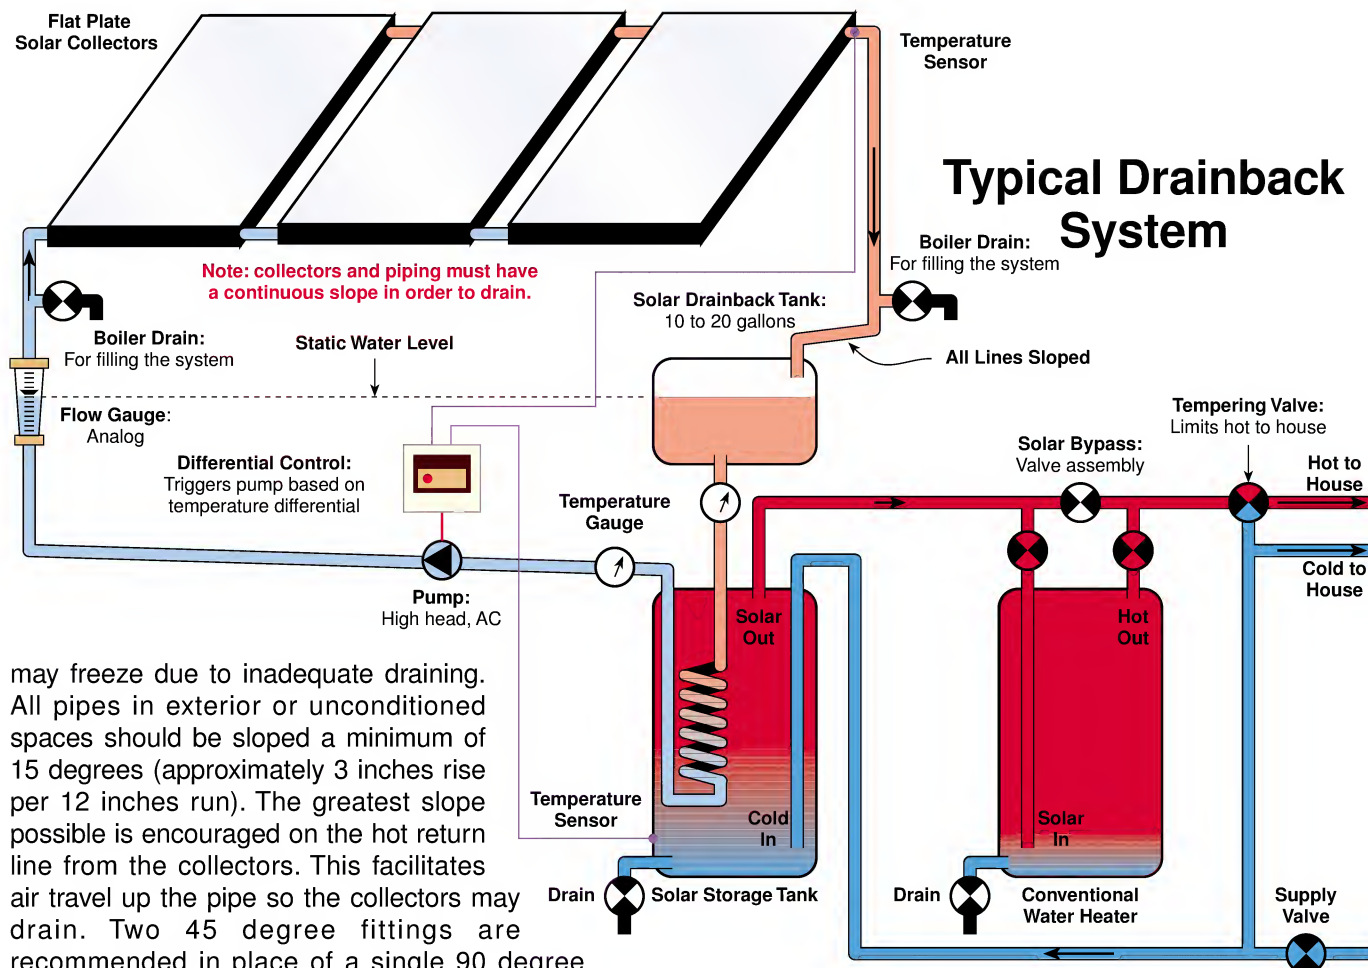 Flat Plate
Solar Collectors
Temperature
Sensor
Typical Drainback
System
Boiler Drain:
For filling the system
Note: collectors and piping must have
a continuous slope in order to drain.
Solar Drainback Tank:
10 to 20 gallons
Boiler Drain:
For filling the system
Static Water Level
All Lines Sloped
Flow Gauge:
Analog
Tempering Valve:
Limits hot to house
Solar Bypass:
Valve assembly
Hot to
House
Differential Control:
Triggers pump based on
temperature differential
Temperature
Gauge
Cold to
House
Pump:
High head, AC
Solar
Out
Hot
Out
may freeze due to inadequate draining.
All pipes in exterior or unconditioned
spaces should be sloped a minimum of
15 degrees (approximately 3 inches rise
per 12 inches run). The greatest slope
possible is encouraged on the hot return
line from the collectors. This facilitates
air travel up the pipe so the collectors may
drain. Two 45 degree fittings are
recommended in place of a single 90 degree
Temperature
Sensor
Cold
In
Solar
In
Drain
Solar Storage Tank
Drain
Conventional
Water Heater
Supply
Valve